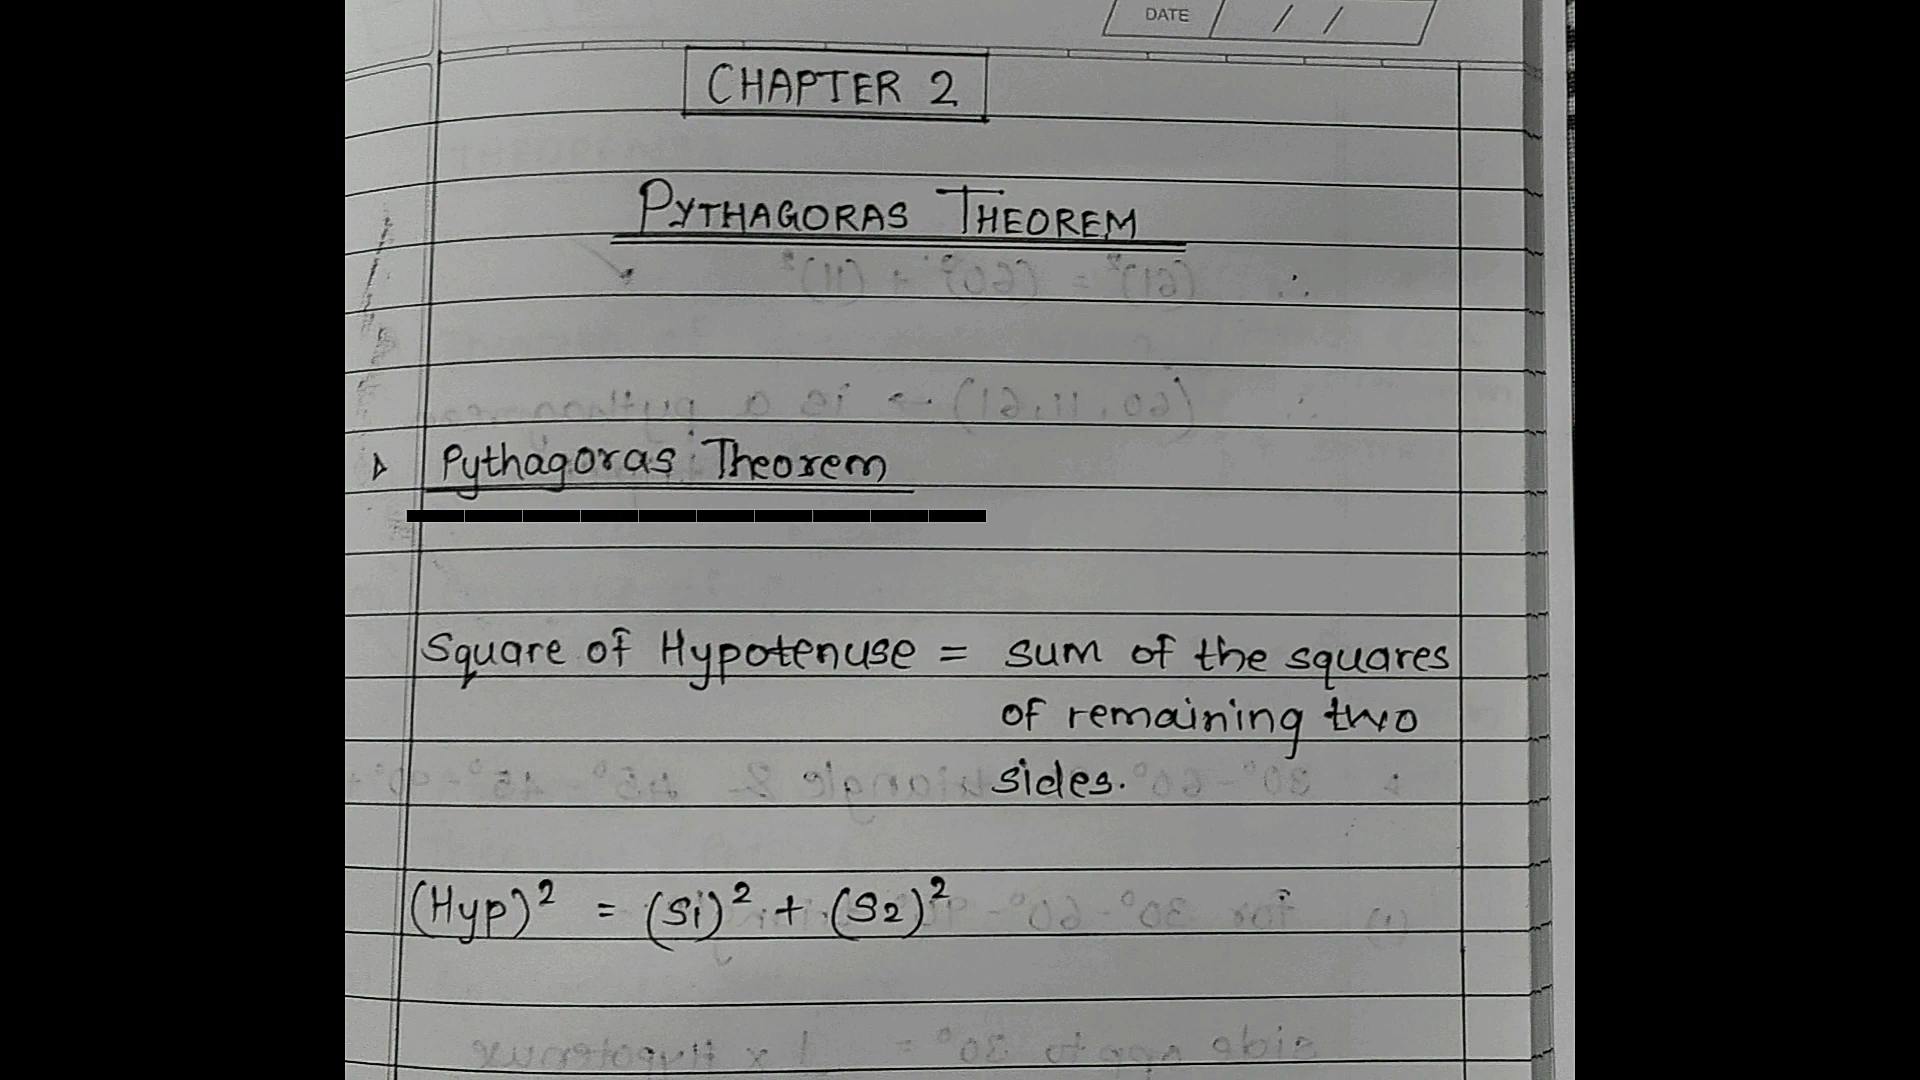 DATE / /
CHAPTER 2
PYTHAGORAS THEOREM
Pythagoras Theorem
Square of Hypotenuse = sum of the squares
of remaining two
sides.
(Hyp)² = (S1)² + (S2)²